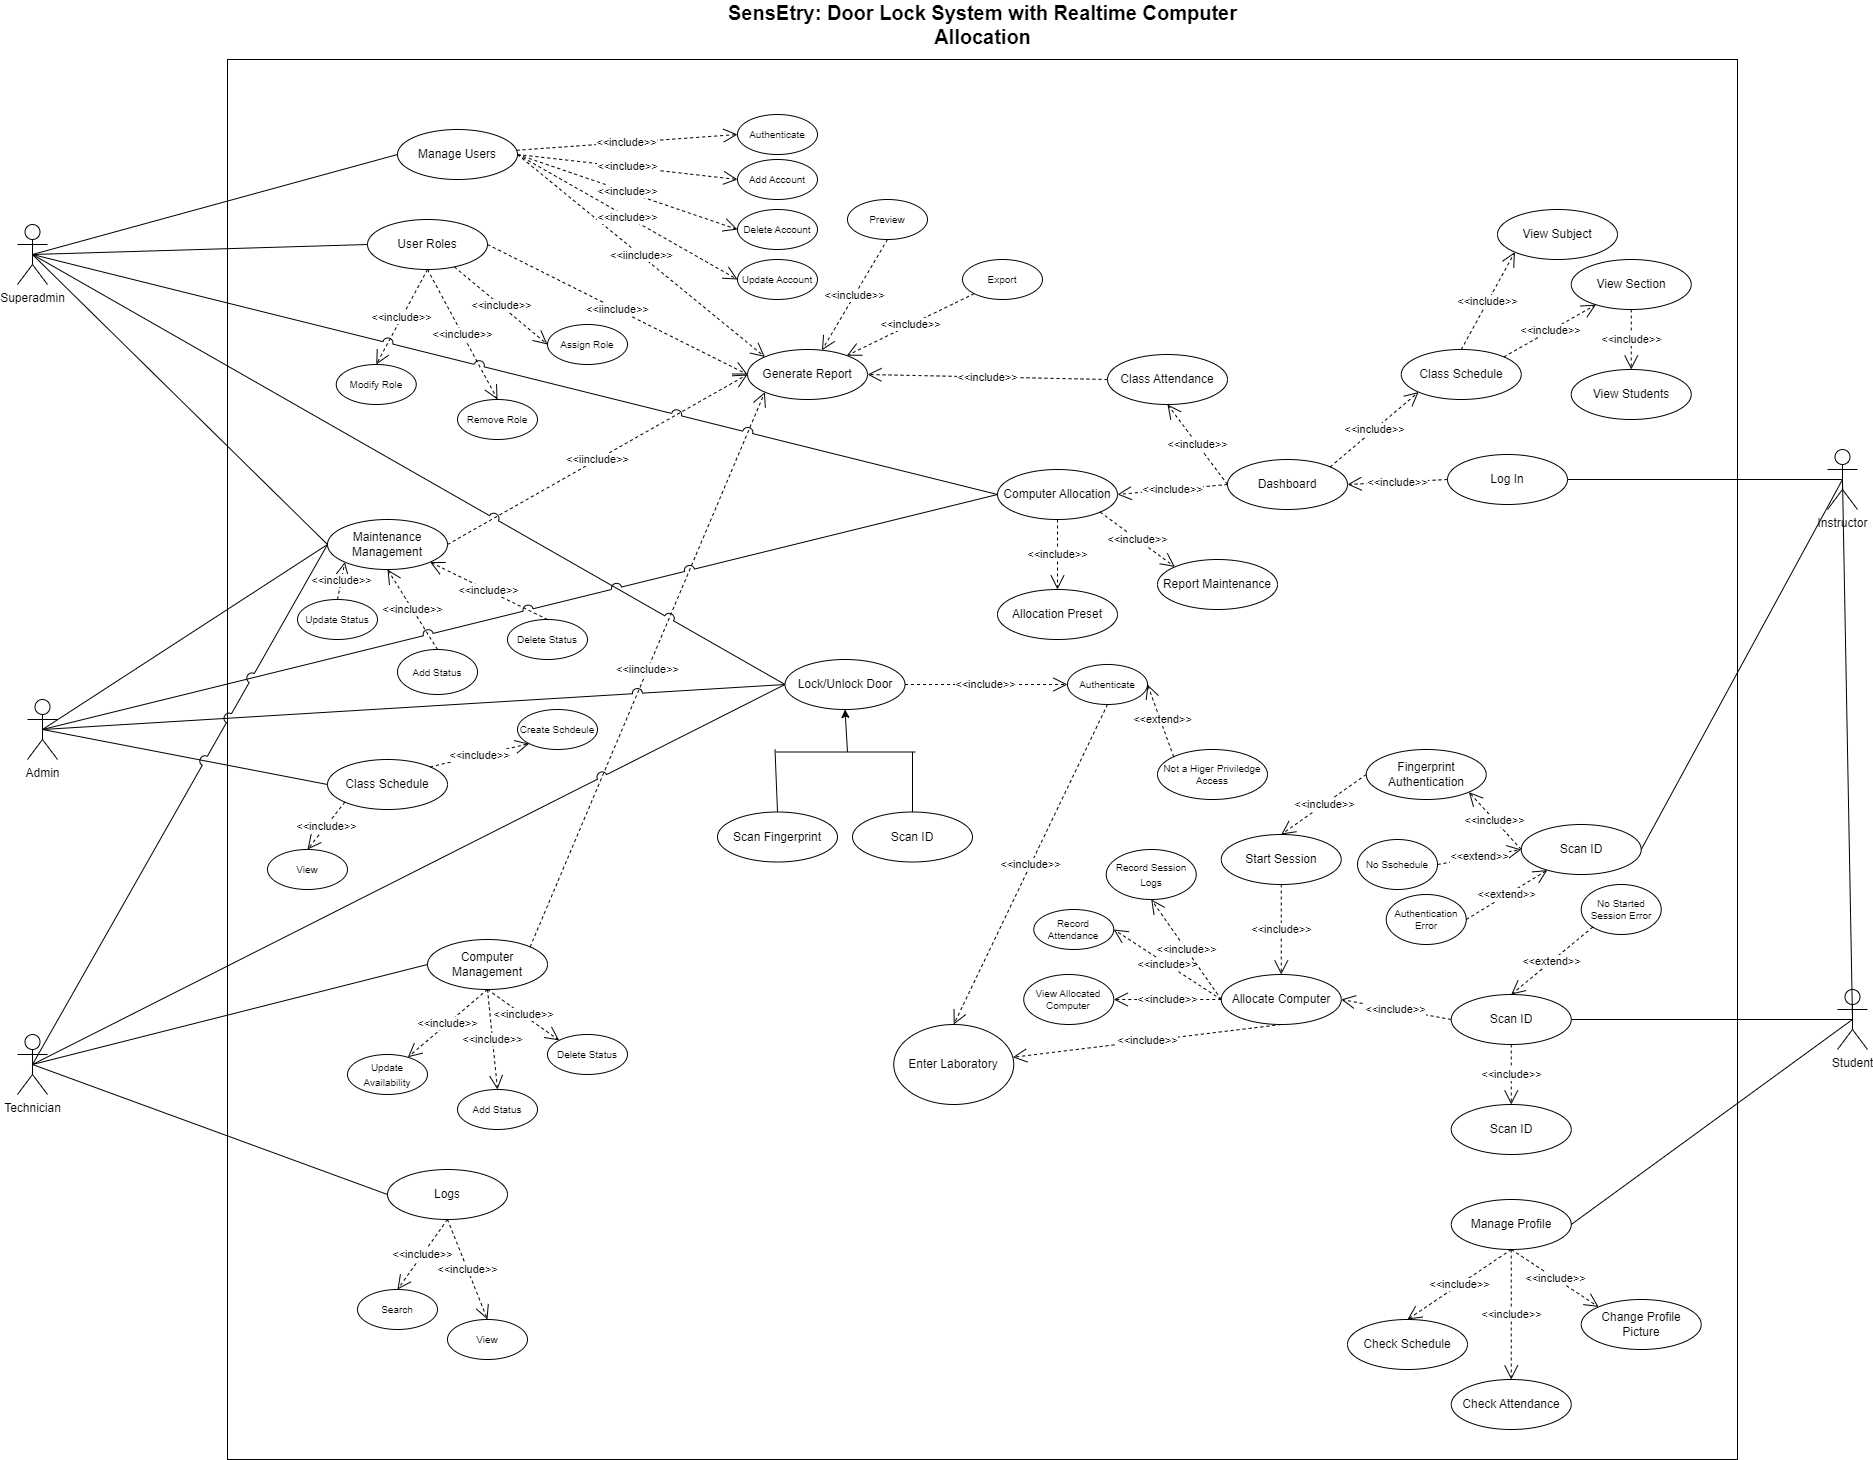 SensEtry: Door Lock System with Realtime Computer
Allocation
Manage Users
<<include>>
Authenticate
<<include>>
Add Account
<<include>>
Delete Account
<<include>>
Update Account
<<iinclude>>
Superadmin
User Roles
<<iinclude>>
<<include>>
Modify Role
<<include>>
Remove Role
<<include>>
Assign Role
Preview
<<include>>
Export
<<include>>
Generate Report
<<include>>
Class Attendance
<<include>>
View Subject
<<include>>
View Section
<<include>>
<<include>>
View Students
Class Schedule
<<include>>
Dashboard
<<include>>
Log In
Instructor
<<include>>
Computer Allocation
<<include>>
Report Maintenance
<<include>>
Allocation Preset
<<iinclude>>
Maintenance
Management
<<include>>
Update Status
<<include>>
Add Status
<<include>>
Delete Status
<<iinclude>>
Lock/Unlock Door
<<include>>
Authenticate
<<extend>>
Not a Higer Priviledge
Access
Scan Fingerprint
Scan ID
<<include>>
Admin
Class Schedule
<<include>>
Create Schdeule
<<include>>
View
Fingerprint
Authentication
<<include>>
<<include>>
Start Session
Scan ID
<<extend>>
No Sschedule
<<extend>>
Authentication
Error
No Started
Session Error
<<extend>>
Record Session
Logs
<<include>>
Record
Attendance
<<include>>
<<include>>
View Allocated
Computer
<<include>>
Allocate Computer
<<include>>
Scan ID
Student
<<include>>
Enter Laboratory
<<include>>
Scan ID
Computer
Management
<<include>>
Update
Availability
<<include>>
Add Status
<<include>>
Delete Status
Technician
Logs
<<include>>
Search
<<include>>
View
Manage Profile
<<include>>
Check Schedule
<<include>>
Check Attendance
<<include>>
Change Profile
Picture